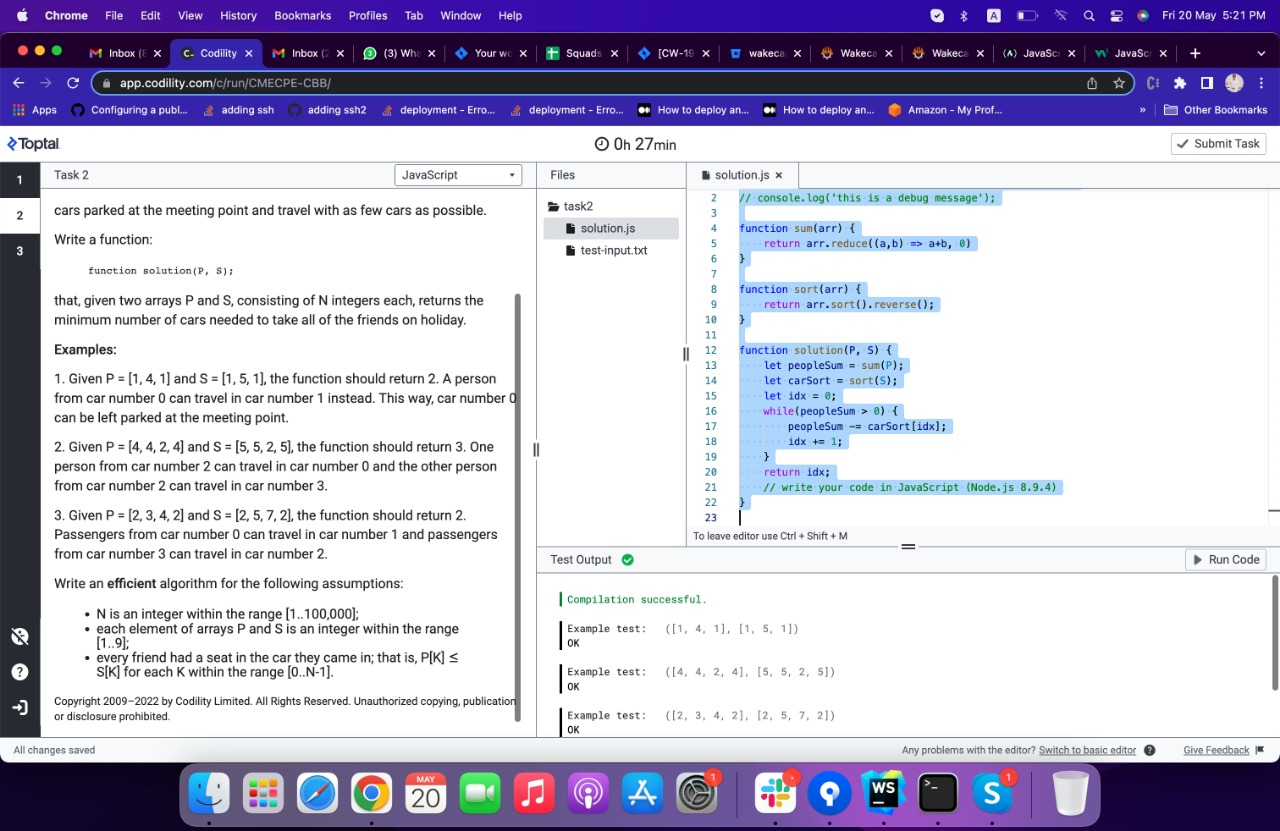 Chrome File Edit View History Bookmarks Profiles Tab Window Help A Fri 20 May 5:21 PM
Inbox (6 Codility Inbox (2 (3) Wha Your wo Squads [CW-19 wakeca Wakeca Wakeca JavaSc JavaSc
app.codility.com/c/run/CMECPE-CBB/
Apps Configuring a publ... adding ssh adding ssh2 deployment - Erro... deployment - Erro... How to deploy an... How to deploy an... Amazon - My Prof... » Other Bookmarks
Toptal
0h 27min
Submit Task
1
2
3
Task 2
JavaScript
cars parked at the meeting point and travel with as few cars as possible.
Write a function:
function solution(P, S);
that, given two arrays P and S, consisting of N integers each, returns the
minimum number of cars needed to take all of the friends on holiday.
Examples:
1. Given P = [1, 4, 1] and S = [1, 5, 1], the function should return 2. A person
from car number 0 can travel in car number 1 instead. This way, car number 0
can be left parked at the meeting point.
2. Given P = [4, 4, 2, 4] and S = [5, 5, 2, 5], the function should return 3. One
person from car number 2 can travel in car number 0 and the other person
from car number 2 can travel in car number 3.
3. Given P = [2, 3, 4, 2] and S = [2, 5, 7, 2], the function should return 2.
Passengers from car number 0 can travel in car number 1 and passengers
from car number 3 can travel in car number 2.
Write an efficient algorithm for the following assumptions:
• N is an integer within the range [1..100,000];
• each element of arrays P and S is an integer within the range
[1..9];
• every friend had a seat in the car they came in; that is, P[K] ≤
S[K] for each K within the range [0..N-1].
Copyright 2009–2022 by Codility Limited. All Rights Reserved. Unauthorized copying, publication
or disclosure prohibited.
Files
task2
solution.js
test-input.txt
solution.js ×
2 // console.log('this is a debug message');
3
4 function sum(arr) {
5 return arr.reduce((a,b) => a+b, 0)
6 }
7
8 function sort(arr) {
9 return arr.sort().reverse();
10 }
11
12 function solution(P, S) {
13 let peopleSum = sum(P);
14 let carSort = sort(S);
15 let idx = 0;
16 while(peopleSum > 0) {
17 peopleSum -= carSort[idx];
18 idx += 1;
19 }
20 return idx;
21 // write your code in JavaScript (Node.js 8.9.4)
22 }
23
To leave editor use Ctrl + Shift + M
Test Output
Run Code
Compilation successful.
Example test: ([1, 4, 1], [1, 5, 1])
OK
Example test: ([4, 4, 2, 4], [5, 5, 2, 5])
OK
Example test: ([2, 3, 4, 2], [2, 5, 7, 2])
OK
All changes saved
Any problems with the editor? Switch to basic editor ? Give Feedback
MAY
20
1
WS
>_
S
1